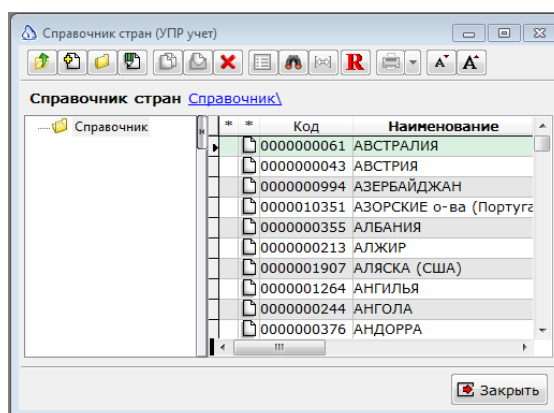 Справочник стран (УПР учет)
R A A
Справочник стран Справочник\
Справочник
* * Код Наименование
0000000061 АВСТРАЛИЯ
0000000043 АВСТРИЯ
0000000994 АЗЕРБАЙДЖАН
0000010351 АЗОРСКИЕ о-ва (Португа
0000000355 АЛБАНИЯ
0000000213 АЛЖИР
0000001907 АЛЯСКА (США)
0000001264 АНГИЛЬЯ
0000000244 АНГОЛА
0000000376 АНДОРРА
Закрыть